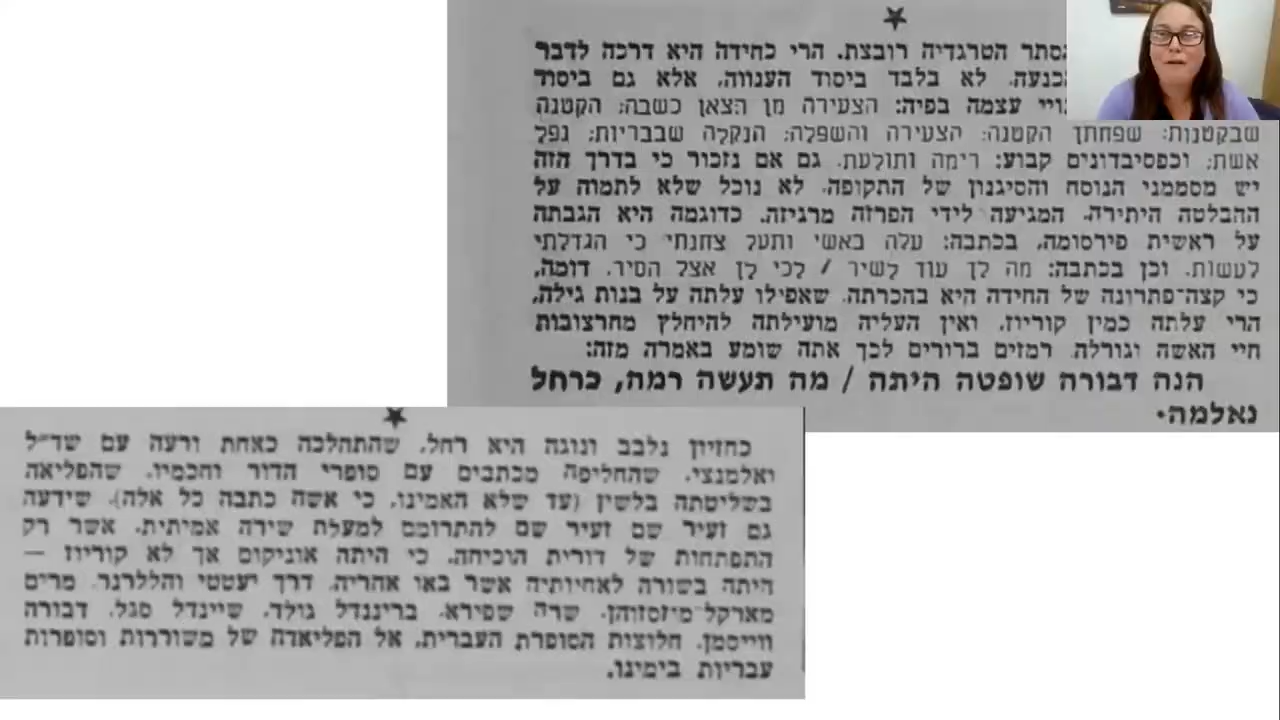 הסתר הטרגדיה רובצת. הרי כחידה היא דרכה לדבר
הכנעה. לא בלבד ביסוד הענווה, אלא גם ביסוד
עצמה בפיה: הצעירה מן הצאן כשבה; הקטנה
שבקטנות; שפחתך הקטנה; הצעירה והשפלה; הנקלה שבבריות; נפל
אשת; וכפסיבדונים קבוע: רימה ותולעת. גם אם נזכור כי בדרך הזה
יש מסממני הנוסח והסיגנון של התקופה, לא נוכל שלא לתמוה על
ההבלטה היתירה, המגיעה לידי הפרזה מרגיזה. כדוגמה היא הגבתה
על ראשית פירסומה, בכתבה: עלה באשי ותעל צחנתי כי הגדלתי
לעשות. וכן בכתבה: מה לך עוד לשיר / לכי לך אצל הסיר. דומה,
כי קצה־פתרונה של החידה היא בהכרתה, שאפילו עלתה על בנות גילה,
הרי עלתה כמין קוריוז, ואין העליה מועילתה להיחלץ מחרצובות
חיי האשה וגורלה. רמזים ברורים לכך אתה שומע באמרה מזה:
הנה דבורה שופטה היתה / מה תעשה רמה, כרחל
נאלמה.
כחזיון נלבב ונוגה היא רחל, שהתהלכה כאחת ורעה עם שד״ל
ואלמנצי, שהחליפה מכתבים עם סופרי הדור וחכמיו, שהפליאה
בשליטתה בלשין (עד שלא האמינו, כי אשה כתבה כל אלה), שידעה
גם זעיר שם זעיר שם להתרומם למעלת שירה אמיתית, אשר רק
התפתחות של דורית הוכיחה, כי היתה אוניקום אך לא קוריוז —
היתה בשורה לאחיותיה אשר באו אחריה, דרך יעטטי והללרנר, מרים
מארקל־מיזסזוהן, שרה שפירא, בריננדל גולד, שיינדל סגל, דבורה
ווייסמן, חלוצות הסופרת העברית, אל הפליאדה של משוררות וסופרות
עבריות בימינו.